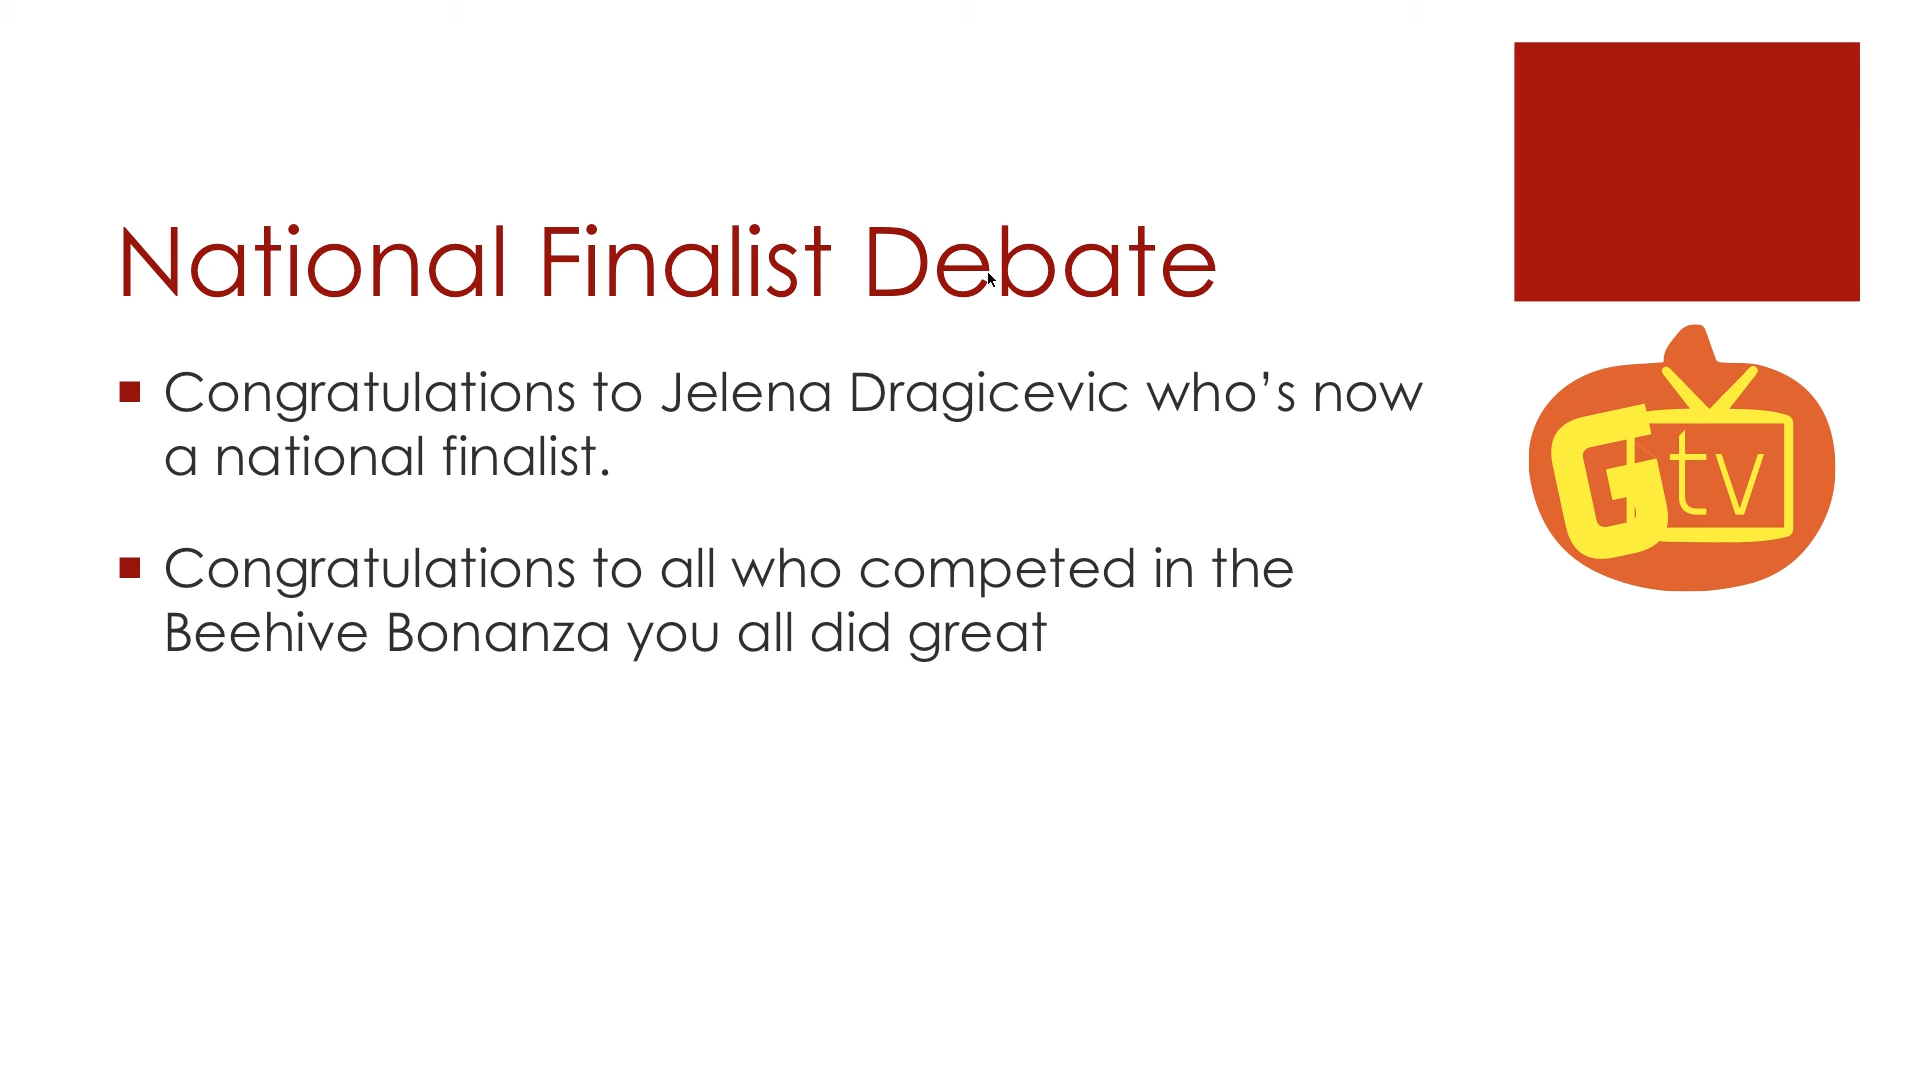 National Finalist Debate
Congratulations to Jelena Dragicevic who’s now
a national finalist.
Congratulations to all who competed in the
Beehive Bonanza you all did great
Gtv